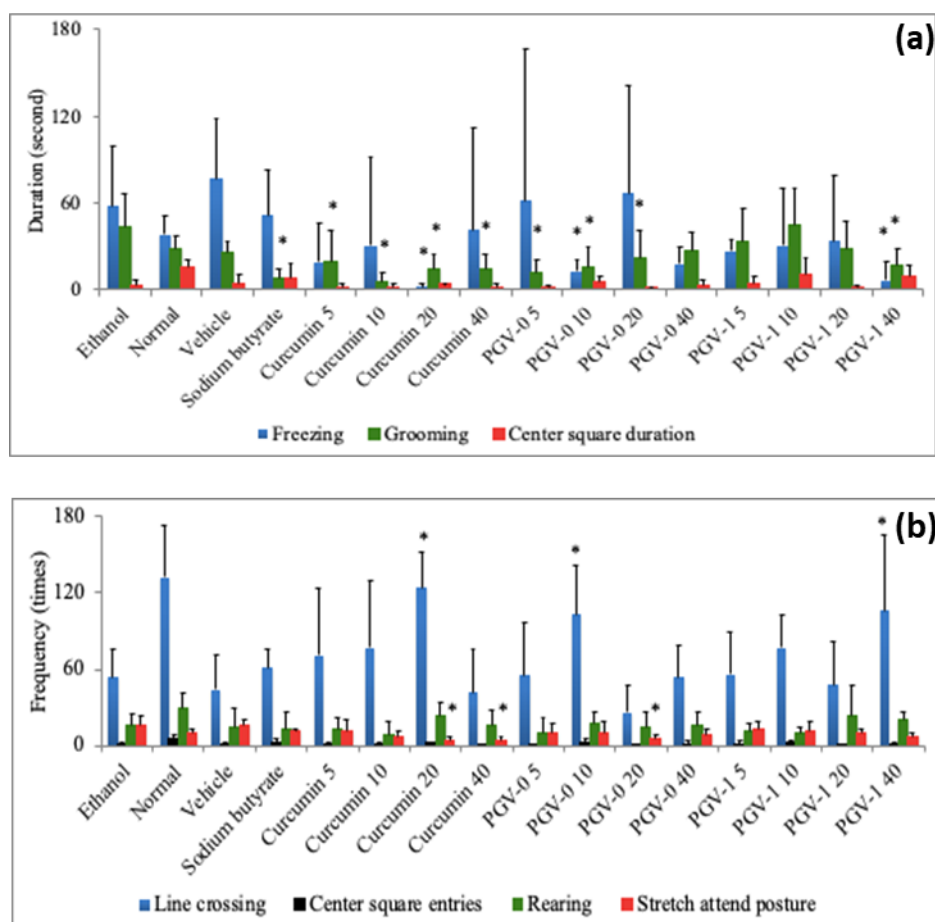 (a)
Duration (second)
180
120
60
0
Ethanol
Normal
Vehicle
Sodium butyrate
Curcumin 5
Curcumin 10
Curcumin 20
Curcumin 40
PGV-0 5
PGV-0 10
PGV-0 20
PGV-0 40
PGV-1 5
PGV-1 10
PGV-1 20
PGV-1 40
* * * * * * * * * * * *
Freezing Grooming Center square duration
(b)
Frequency (times)
180
120
60
0
Ethanol
Normal
Vehicle
Sodium butyrate
Curcumin 5
Curcumin 10
Curcumin 20
Curcumin 40
PGV-0 5
PGV-0 10
PGV-0 20
PGV-0 40
PGV-1 5
PGV-1 10
PGV-1 20
PGV-1 40
* * * * * *
Line crossing Center square entries Rearing Stretch attend posture